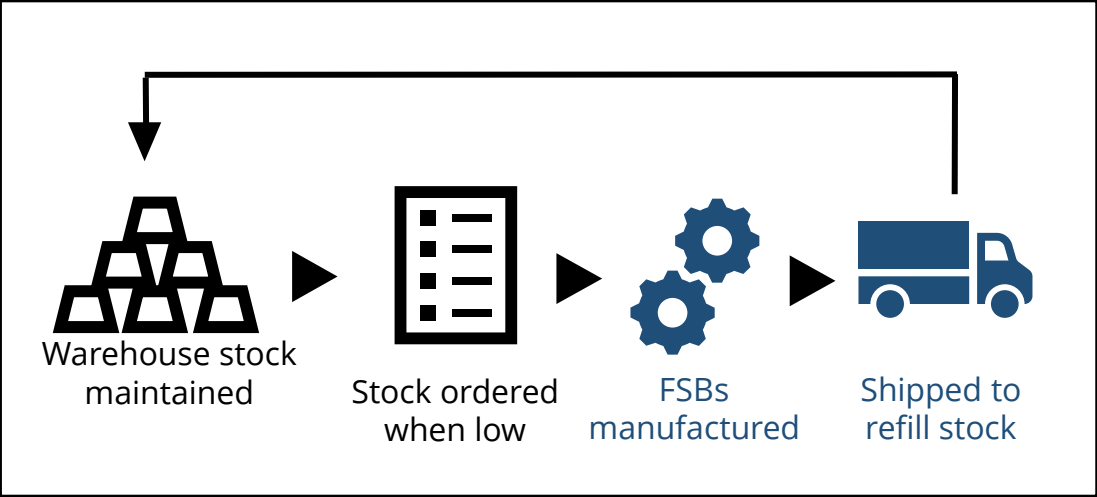 Warehouse stock
maintained
Stock ordered
when low
FSBs
manufactured
Shipped to
refill stock